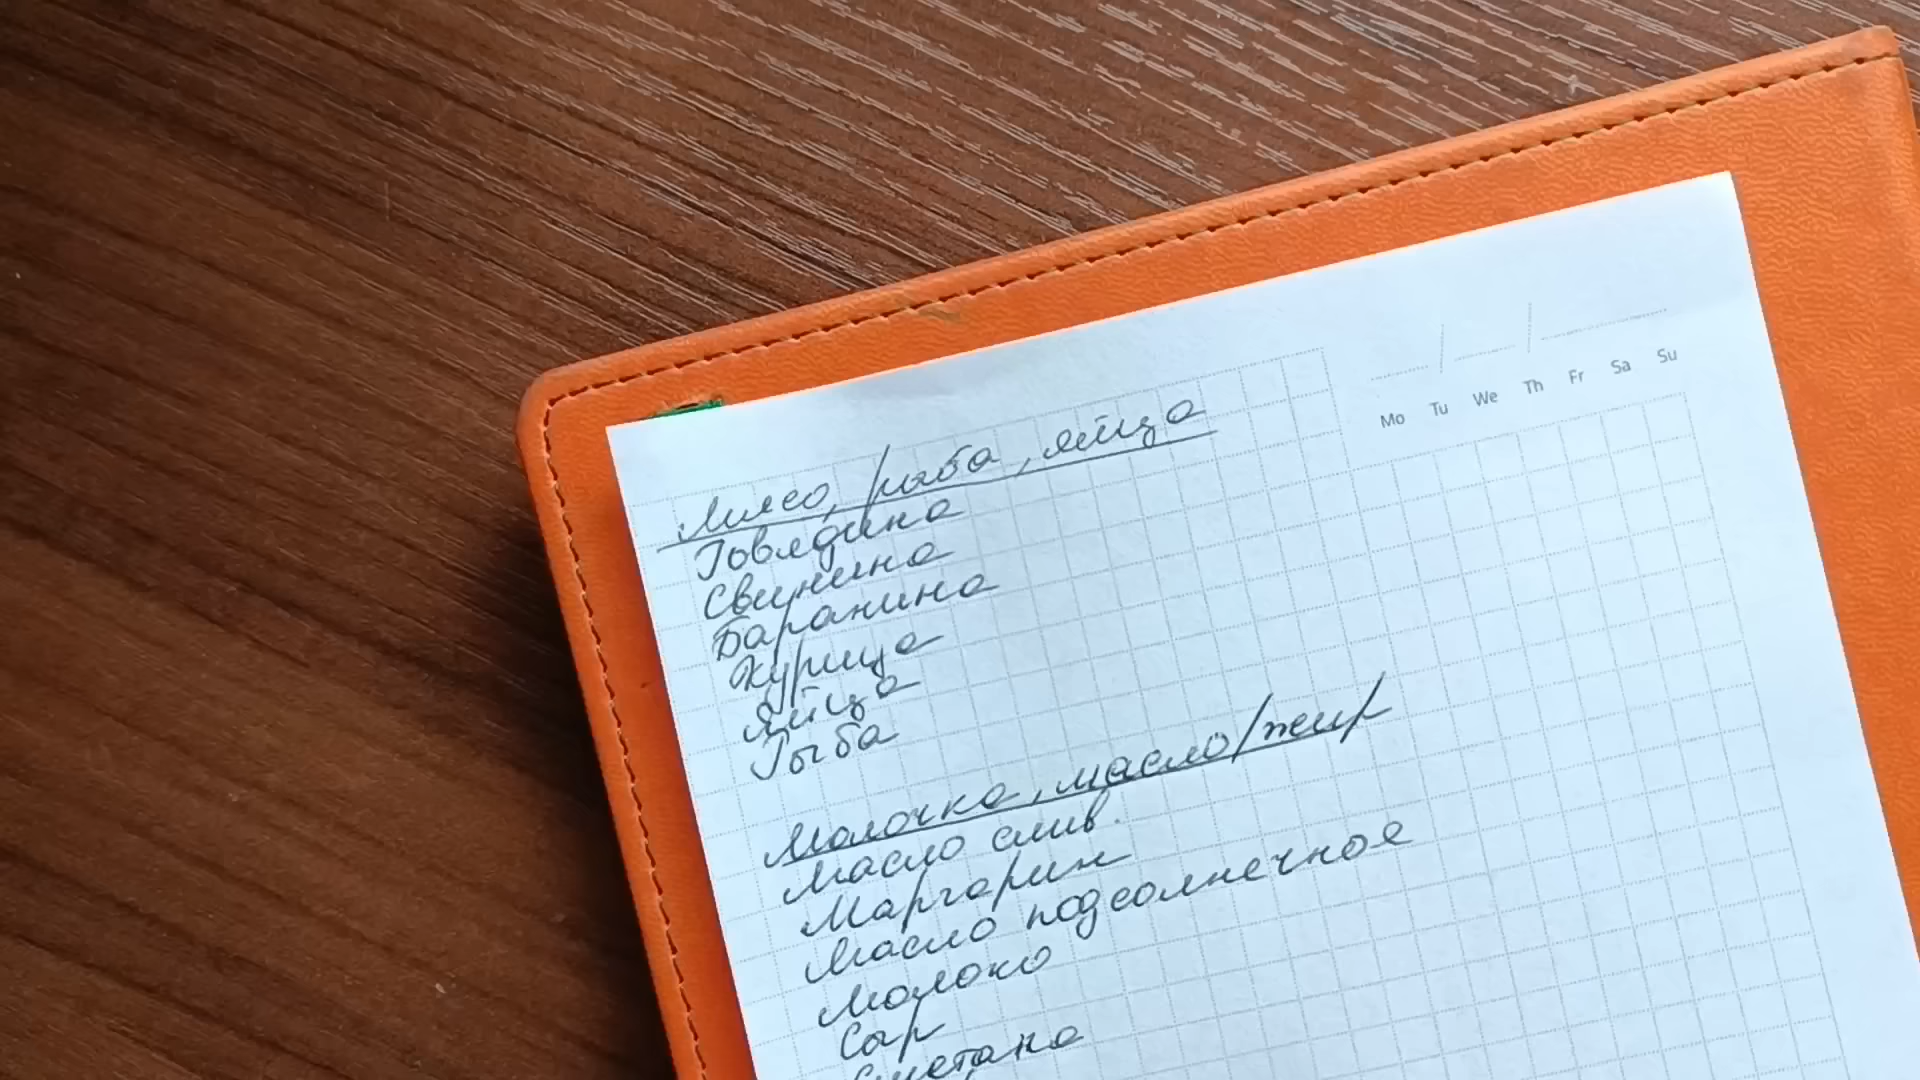 Mo Tu We Th Fr Sa Su
Мясо, рыба, яйца
Говядина
Свинина
Баранина
Курица
Яйца
Рыба
Молочка, масло/жир
Масло слив.
Маргарин
Масло подсолнечное
Молоко
Сыр
Сметана